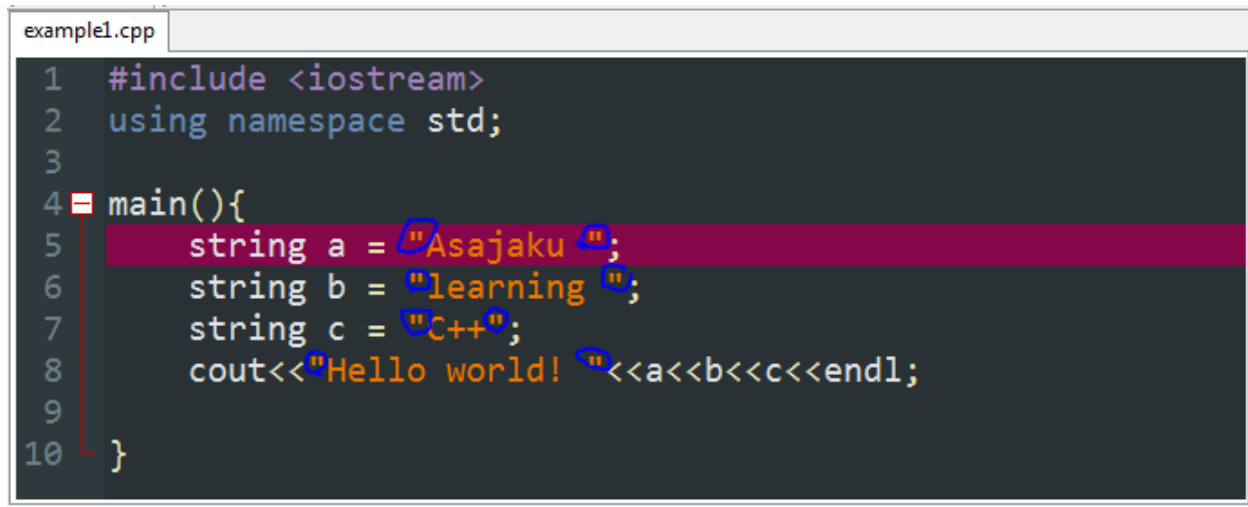 example1.cpp
1 #include <iostream>
2 using namespace std;
3
4 main(){
5 string a = "Asajaku ";
6 string b = "learning ";
7 string c = "C++";
8 cout<<"Hello world! "<<a<<b<<c<<endl;
9
10 }